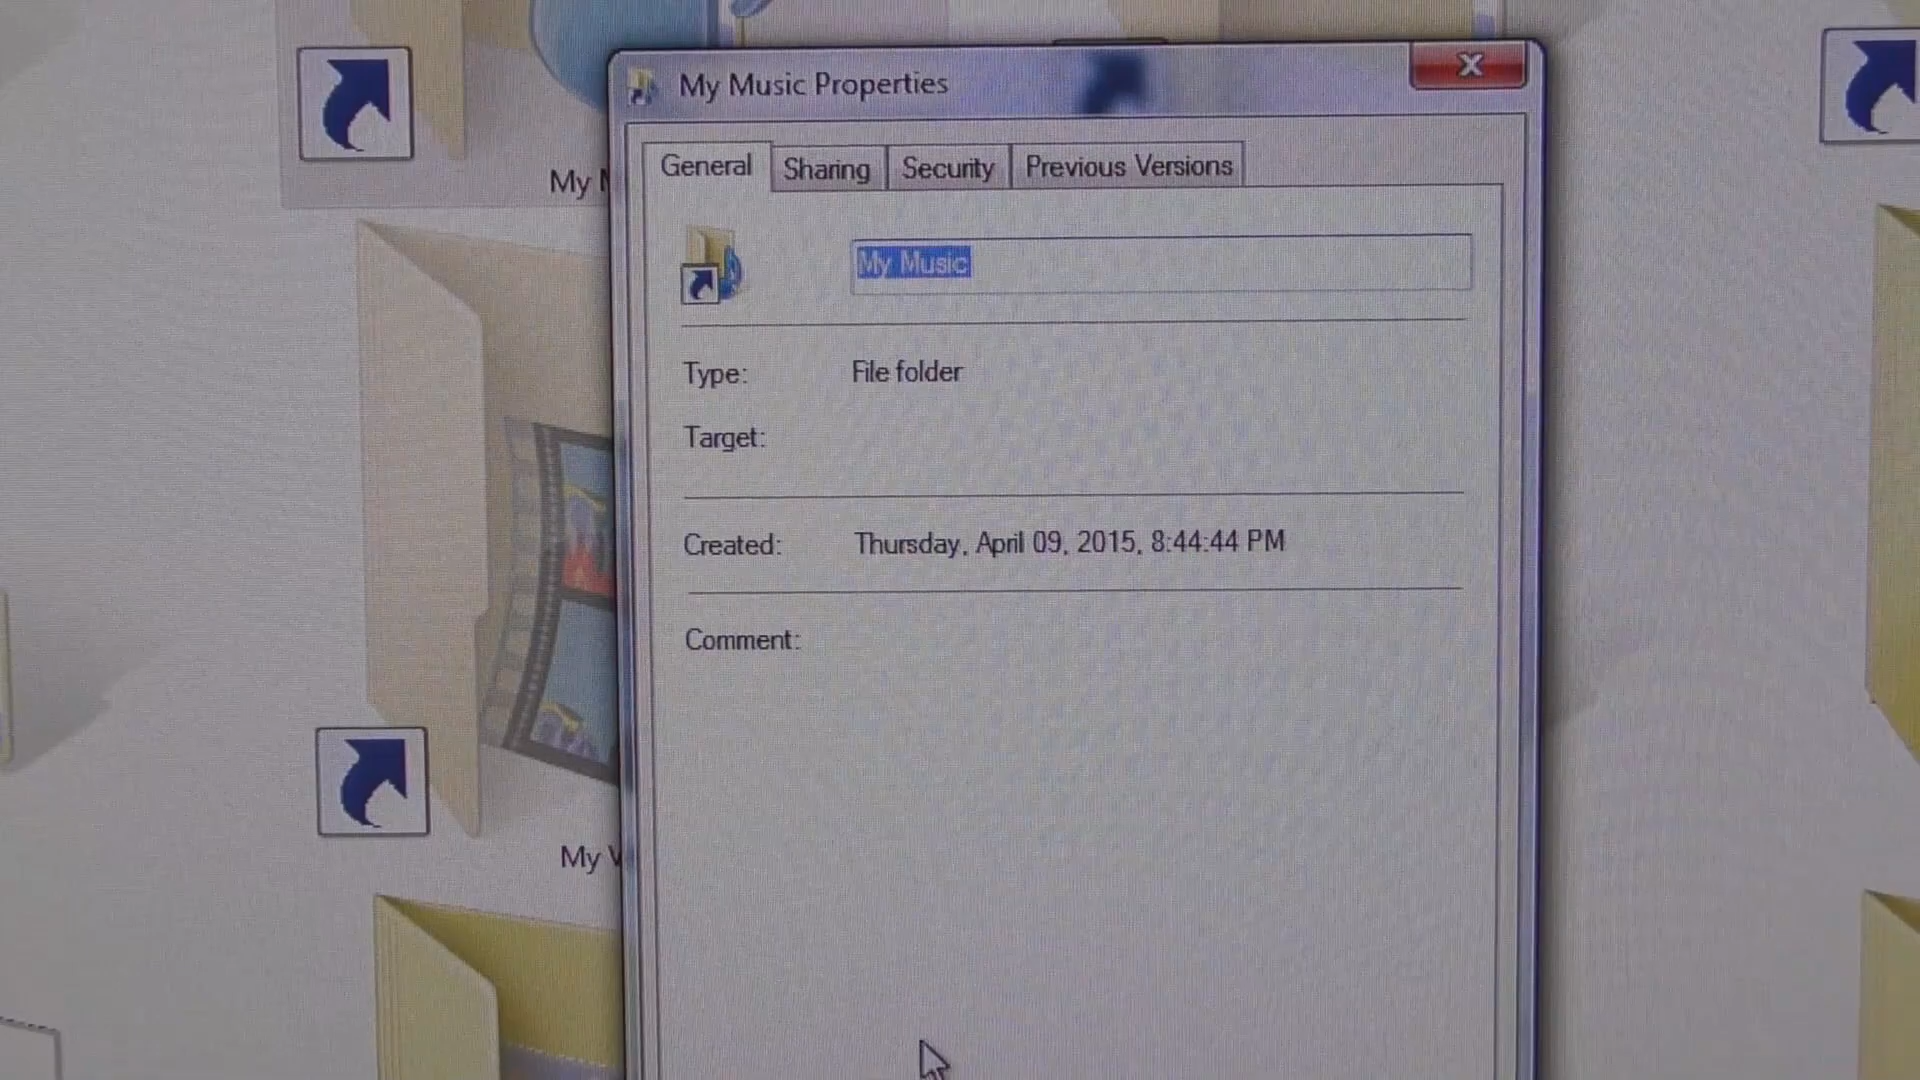 My Music Properties
General
Sharing
Security
Previous Versions
My
My Music
Type:
File folder
Target:
Created:
Thursday, April 09, 2015, 8:44:44 PM
Comment:
My